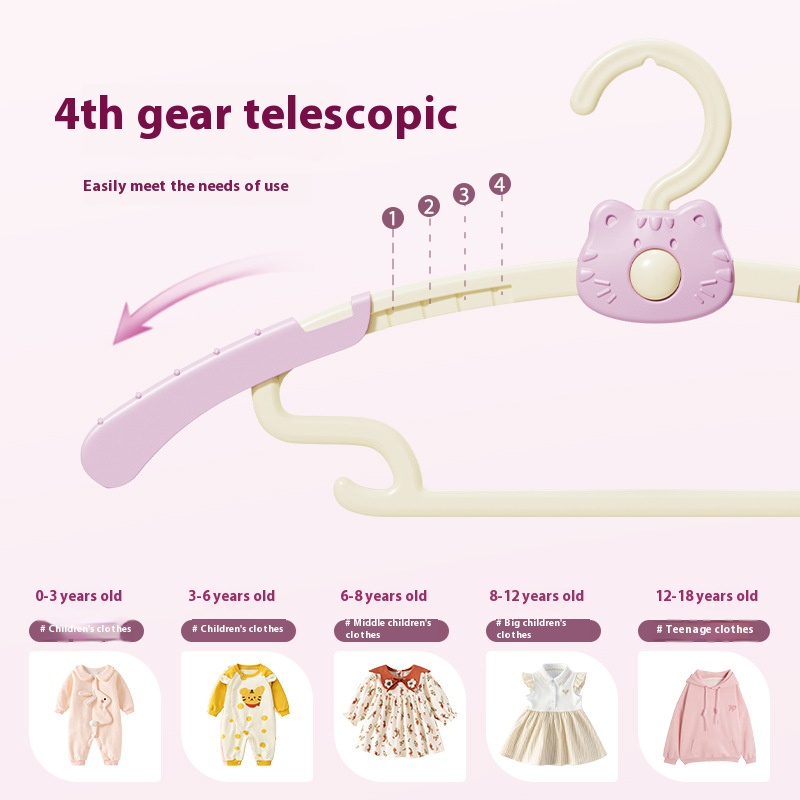 4th gear telescopic
Easily meet the needs of use
1
2
3
4
0-3 years old
3-6 years old
6-8 years old
8-12 years old
12-18 years old
# Children's clothes
# Children's clothes
# Middle children's
clothes
# Big children's
clothes
# Teenage clothes